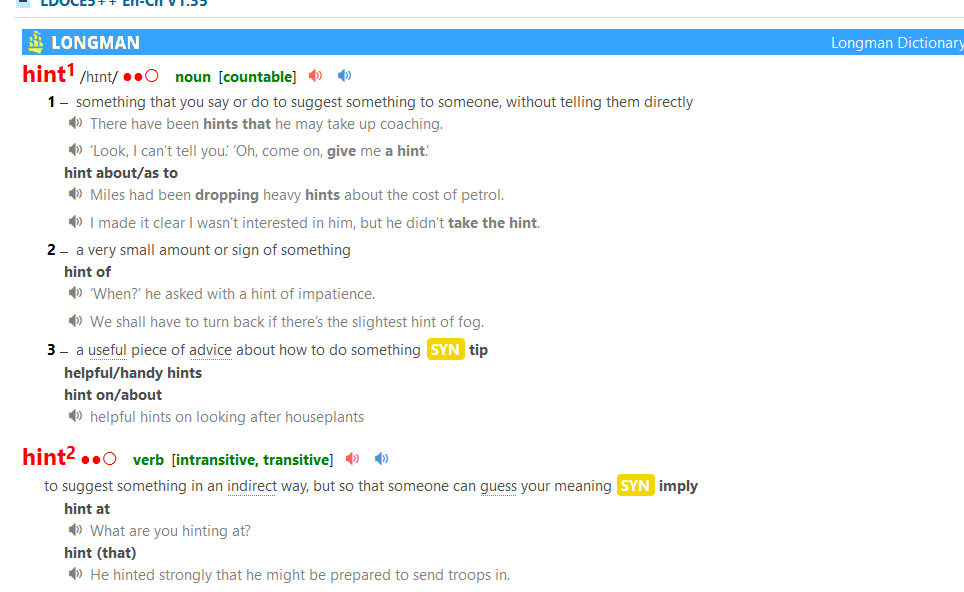 LDOCE5++ En-Cn V1.35
LONGMAN Longman Dictionary
hint1 /hɪnt/ ●●○ noun [countable]
1 – something that you say or do to suggest something to someone, without telling them directly
There have been hints that he may take up coaching.
‘Look, I can’t tell you.’ ‘Oh, come on, give me a hint.’
hint about/as to
Miles had been dropping heavy hints about the cost of petrol.
I made it clear I wasn’t interested in him, but he didn’t take the hint.
2 – a very small amount or sign of something
hint of
‘When?’ he asked with a hint of impatience.
We shall have to turn back if there’s the slightest hint of fog.
3 – a useful piece of advice about how to do something SYN tip
helpful/handy hints
hint on/about
helpful hints on looking after houseplants
hint2 ●●○ verb [intransitive, transitive]
to suggest something in an indirect way, but so that someone can guess your meaning SYN imply
hint at
What are you hinting at?
hint (that)
He hinted strongly that he might be prepared to send troops in.